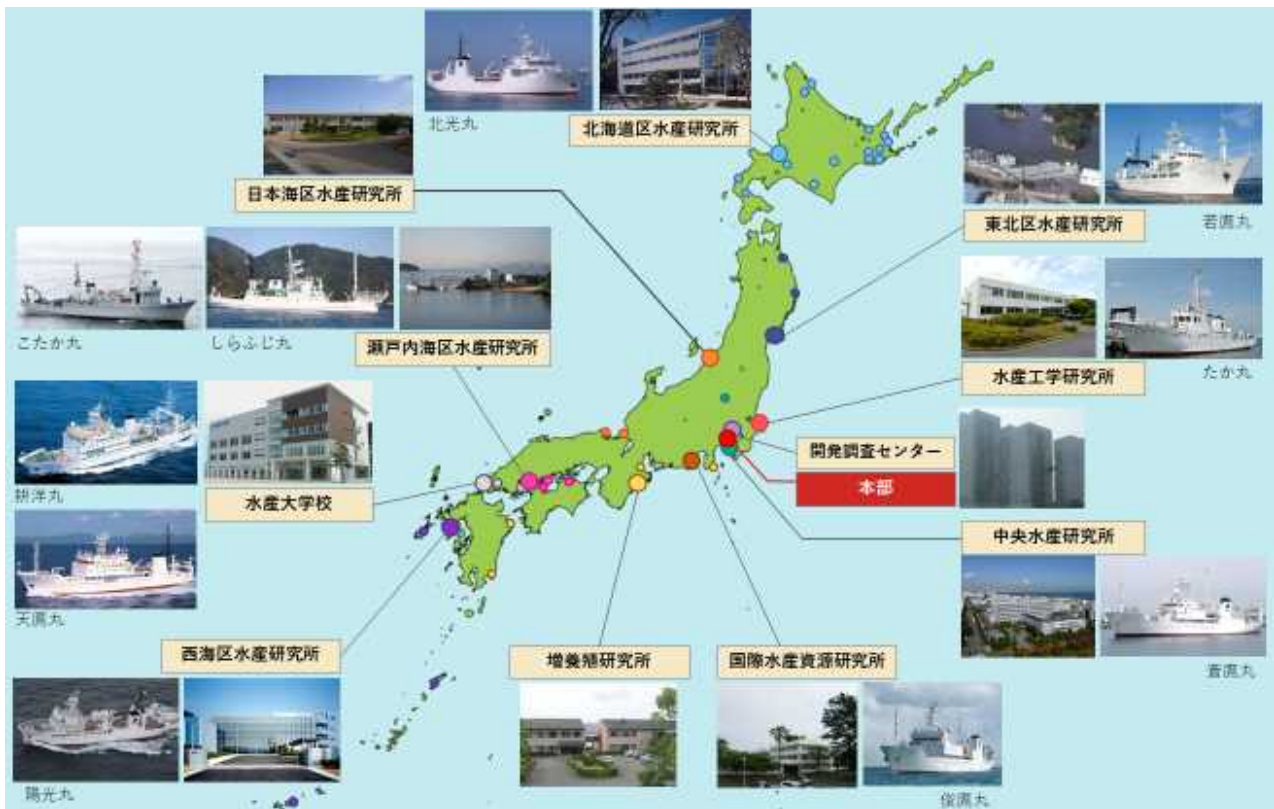 北光丸
北海道区水産研究所
日本海区水産研究所
東北区水産研究所
若鷹丸
こたか丸
しらふじ丸
瀬戸内海区水産研究所
水産工学研究所
たか丸
開発調査センター
本部
耕洋丸
水産大学校
中央水産研究所
天鷹丸
蒼鷹丸
西海区水産研究所
増養殖研究所
国際水産資源研究所
陽光丸
俊鷹丸